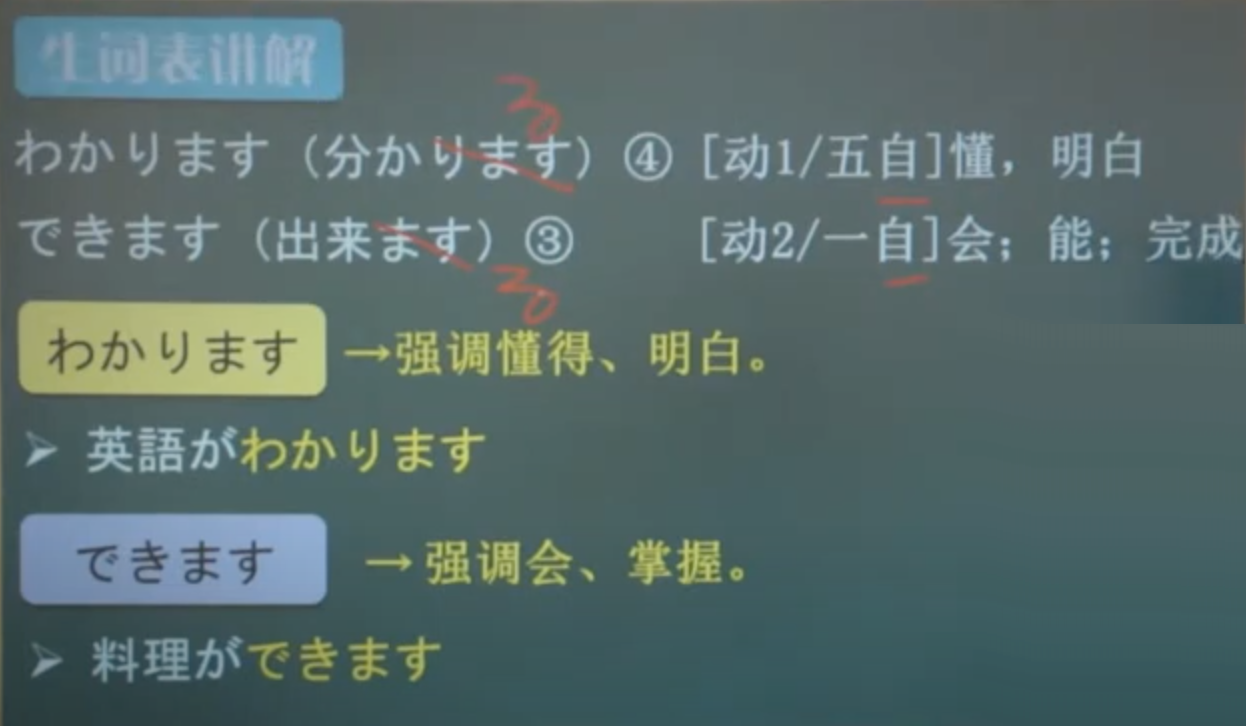 生词表讲解
る
わかります（分かります）④ [动1/五自]懂，明白
できます（出来ます）③ [动2/一自]会；能；完成
る
わかります →强调懂得、明白。
➢ 英語がわかります
できます → 强调会、掌握。
➢ 料理ができます